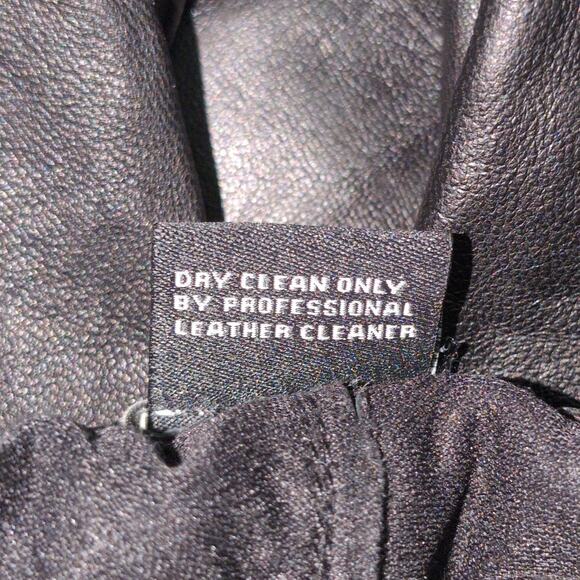 DRY CLEAN ONLY
BY PROFESSIONAL
LEATHER CLEANER